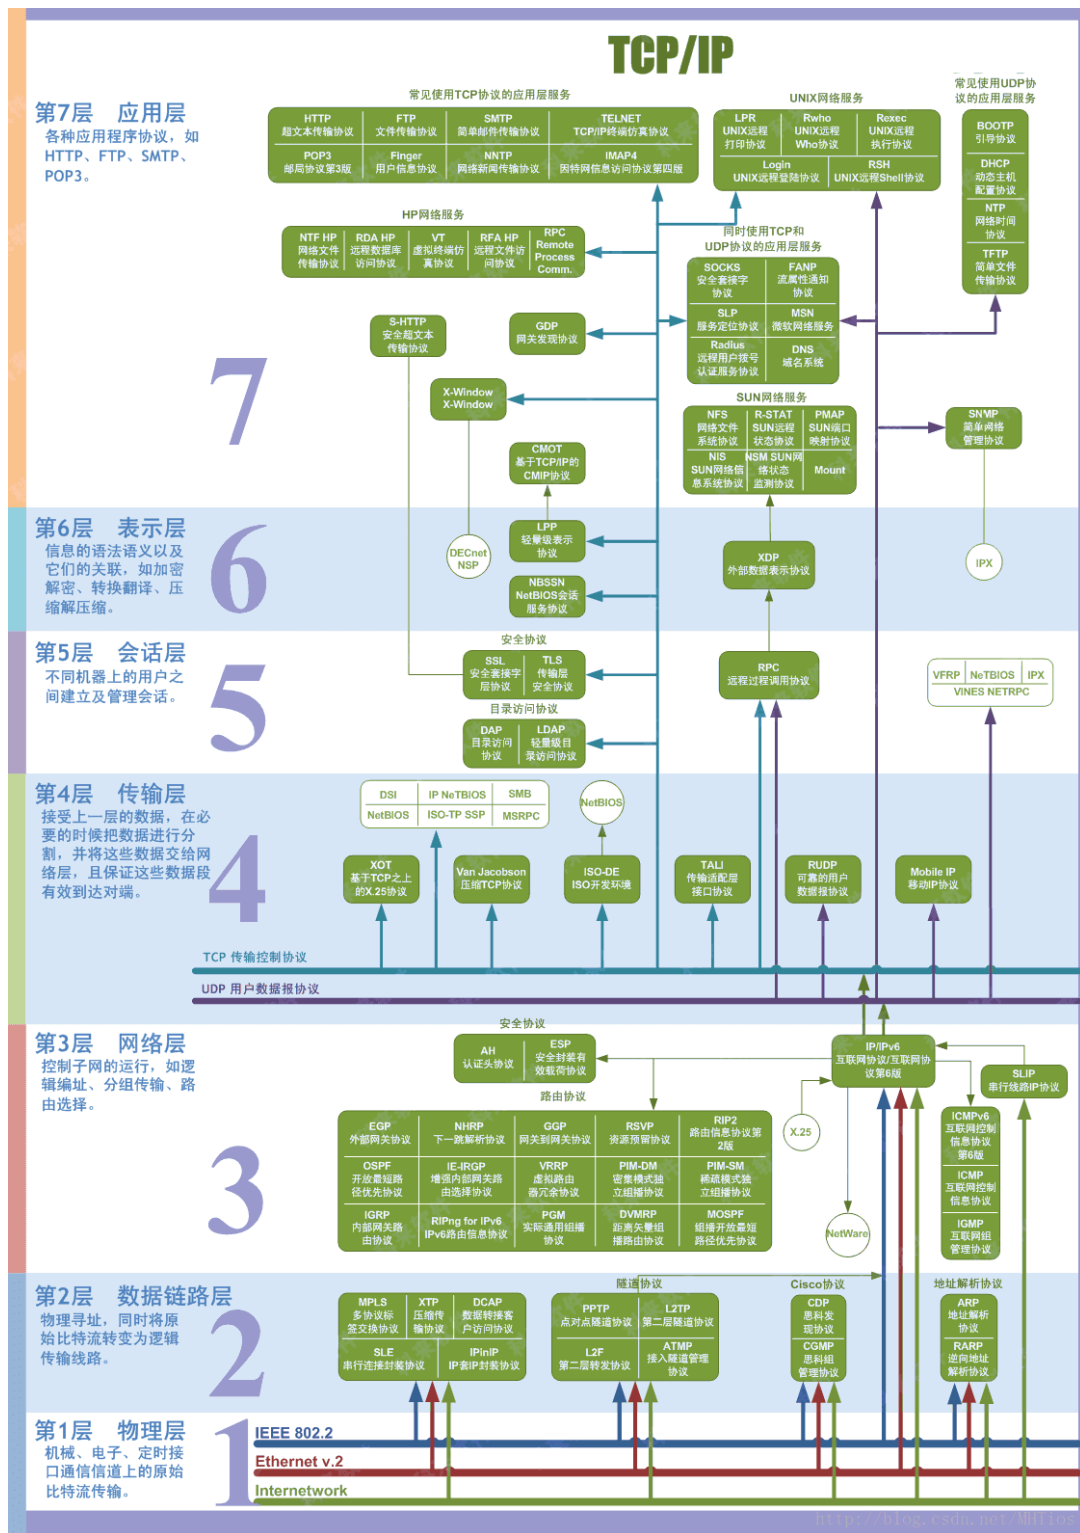 TCP/IP
第7层 应用层
各种应用程序协议，如
HTTP、FTP、SMTP、
POP3。
常见使用TCP协议的应用层服务
HTTP
超文本传输协议
FTP
文件传输协议
SMTP
简单邮件传输协议
TELNET
TCP/IP终端仿真协议
POP3
邮局协议第3版
Finger
用户信息协议
NNTP
网络新闻传输协议
IMAP4
因特网信息访问协议第四版
UNIX网络服务
LPR
UNIX远程
打印协议
Rwho
UNIX远程
Who协议
Rexec
UNIX远程
执行协议
Login
UNIX远程登陆协议
RSH
UNIX远程Shell协议
常见使用UDP协
议的应用层服务
BOOTP
引导协议
DHCP
动态主机
配置协议
NTP
网络时间
协议
TFTP
简单文件
传输协议
HP网络服务
NTF HP
网络文件
传输协议
RDA HP
远程数据库
访问协议
VT
虚拟终端仿
真协议
RFA HP
远程文件访
问协议
RPC
Remote
Process
Comm.
同时使用TCP和
UDP协议的应用层服务
SOCKS
安全套接字
协议
FANP
流属性通知
协议
SLP
服务定位协议
MSN
微软网络服务
Radius
远程用户拨号
认证服务协议
DNS
域名系统
S-HTTP
安全超文本
传输协议
GDP
网关发现协议
7
X-Window
X-Window
SUN网络服务
NFS
网络文件
系统协议
R-STAT
SUN远程
状态协议
PMAP
SUN端口
映射协议
NIS
SUN网络信
息系统协议
NSM SUN网
络状态
监测协议
Mount
SNMP
简单网络
管理协议
CMOT
基于TCP/IP的
CMIP协议
第6层 表示层
信息的语法语义以及
它们的关联，如加密
解密、转换翻译、压
缩解压缩。
6
DECnet
NSP
LPP
轻量级表示
协议
NBSSN
NetBIOS会话
服务协议
XDP
外部数据表示协议
IPX
第5层 会话层
不同机器上的用户之
间建立及管理会话。
5
安全协议
SSL
安全套接字
层协议
TLS
传输层
安全协议
目录访问协议
DAP
目录访问
协议
LDAP
轻量级目
录访问协议
RPC
远程过程调用协议
VFRP
NeTBIOS
IPX
VINES NETRPC
第4层 传输层
接受上一层的数据，在必
要的时候把数据进行分
割，并将这些数据交给网
络层，且保证这些数据段
有效到达对端。
4
DSI
IP NeTBIOS
SMB
NetBIOS
ISO-TP SSP
MSRPC
NetBIOS
XOT
基于TCP之上
的X.25协议
Van Jacobson
压缩TCP协议
ISO-DE
ISO开发环境
TALI
传输适配层
接口协议
RUDP
可靠的用户
数据报协议
Mobile IP
移动IP协议
TCP 传输控制协议
UDP 用户数据报协议
第3层 网络层
控制子网的运行，如逻
辑编址、分组传输、路
由选择。
3
安全协议
AH
认证头协议
ESP
安全封装有
效载荷协议
IP/IPv6
互联网协议/互联网协
议第6版
SLIP
串行线路IP协议
路由协议
EGP
外部网关协议
NHRP
下一跳解析协议
GGP
网关到网关协议
RSVP
资源预留协议
RIP2
路由信息协议第
2版
OSPF
开放最短路
径优先协议
IE-IRGP
增强内部网关路
由选择协议
VRRP
虚拟路由
器冗余协议
PIM-DM
密集模式独
立组播协议
PIM-SM
稀疏模式独
立组播协议
IGRP
内部网关路
由协议
RIPng for IPv6
IPv6路由信息协议
PGM
实际通用组播
协议
DVMRP
距离矢量组
播路由协议
MOSPF
组播开放最短
路径优先协议
X.25
NetWare
ICMPv6
互联网控制
信息协议
第6版
ICMP
互联网控制
信息协议
IGMP
互联网组
管理协议
第2层 数据链路层
物理寻址，同时将原
始比特流转变为逻辑
传输线路。
2
MPLS
多协议标
签交换协议
XTP
压缩传
输协议
DCAP
数据转接客
户访问协议
SLE
串行连接封装协议
IPinIP
IP套IP封装协议
隧道协议
PPTP
点对点隧道协议
L2TP
第二层隧道协议
L2F
第二层转发协议
ATMP
接入隧道管理
协议
Cisco协议
CDP
思科发
现协议
CGMP
思科组
管理协议
地址解析协议
ARP
地址解析
协议
RARP
逆向地址
解析协议
第1层 物理层
机械、电子、定时接
口通信信道上的原始
比特流传输。
1
IEEE 802.2
Ethernet v.2
Internetwork
http://blog.csdn.net/MHTios